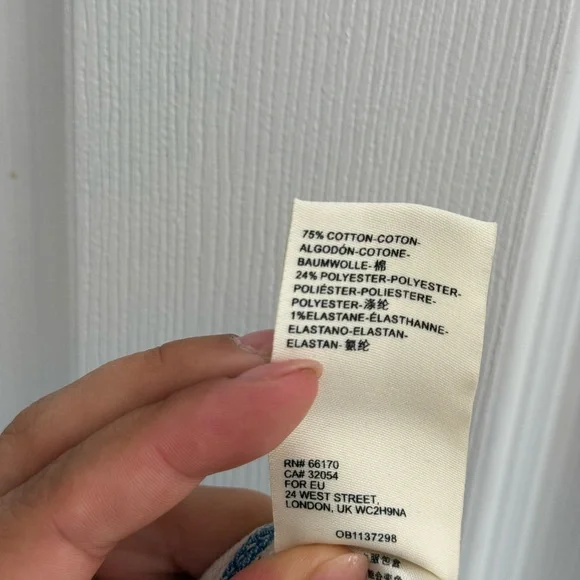 75% COTTON-COTON-
ALGODÓN-COTONE-
BAUMWOLLE-棉
24% POLYESTER-POLYESTER-
POLIÉSTER-POLIESTERE-
POLYESTER-涤纶
1%ELASTANE-ÉLASTHANNE-
ELASTANO-ELASTAN-
ELASTAN-氨纶
RN# 66170
CA# 32054
FOR EU
24 WEST STREET,
LONDON, UK WC2H9NA
OB1137298